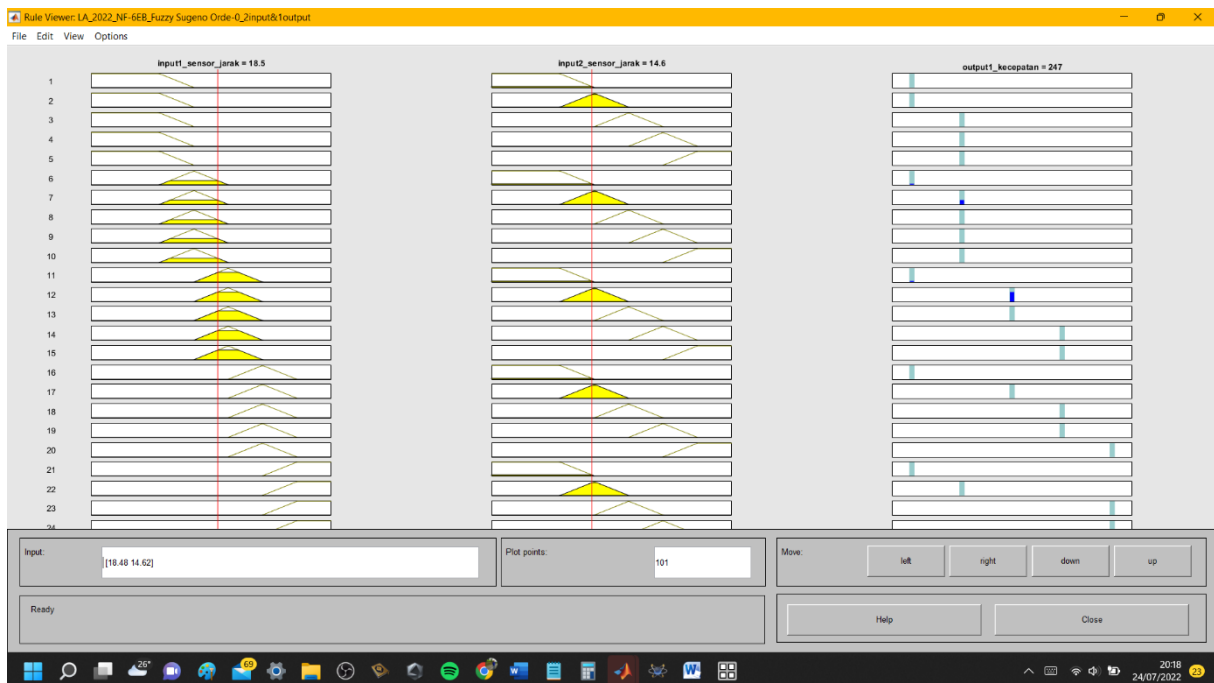 Rule Viewer: LA_2022_NF-6EB_Fuzzy Sugeno Orde-0_2input&1output
File Edit View Options
input1_sensor_jarak = 18.5
input2_sensor_jarak = 14.6
output1_kecepatan = 247
1
2
3
4
5
6
7
8
9
10
11
12
13
14
15
16
17
18
19
20
21
22
23
24
Input:
[18.48 14.62]
Plot points:
101
Move:
left
right
down
up
Ready
Help
Close
26°
69
20:18
24/07/2022
23